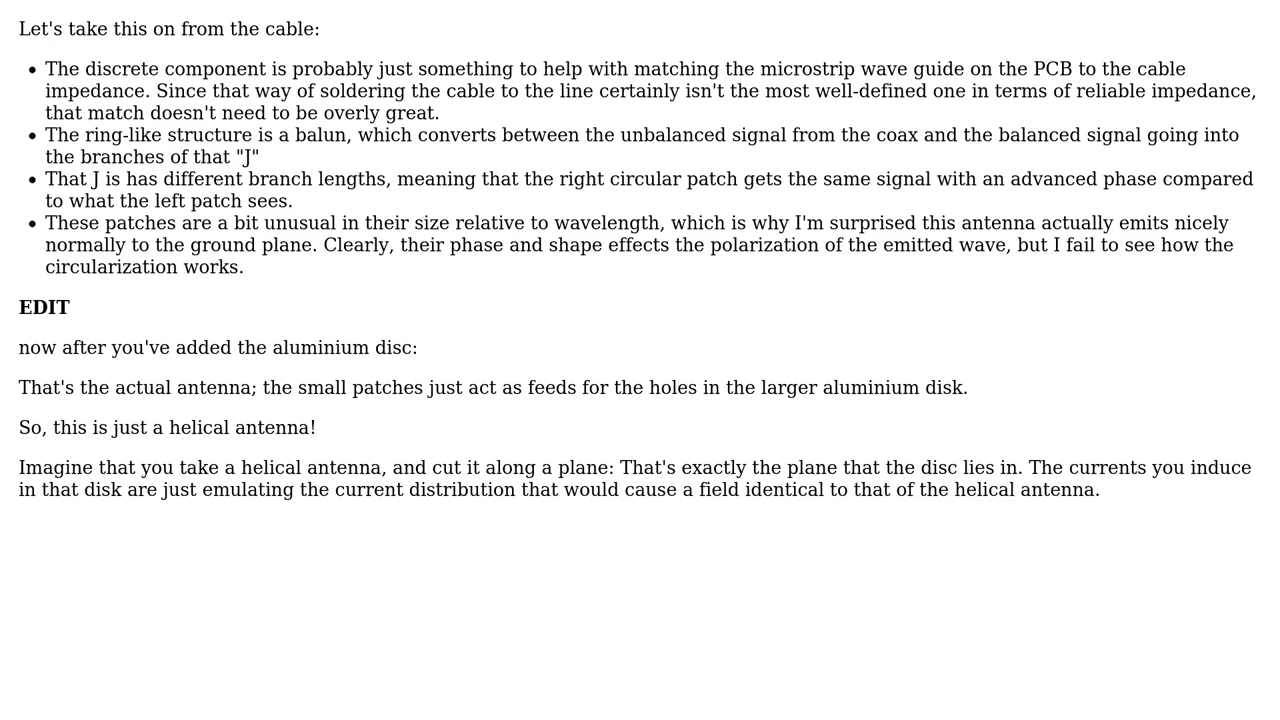 Let's take this on from the cable:
• The discrete component is probably just something to help with matching the microstrip wave guide on the PCB to the cable
impedance. Since that way of soldering the cable to the line certainly isn't the most well-defined one in terms of reliable impedance,
that match doesn't need to be overly great.
• The ring-like structure is a balun, which converts between the unbalanced signal from the coax and the balanced signal going into
the branches of that "J"
• That J is has different branch lengths, meaning that the right circular patch gets the same signal with an advanced phase compared
to what the left patch sees.
• These patches are a bit unusual in their size relative to wavelength, which is why I'm surprised this antenna actually emits nicely
normally to the ground plane. Clearly, their phase and shape effects the polarization of the emitted wave, but I fail to see how the
circularization works.
EDIT
now after you've added the aluminium disc:
That's the actual antenna; the small patches just act as feeds for the holes in the larger aluminium disk.
So, this is just a helical antenna!
Imagine that you take a helical antenna, and cut it along a plane: That's exactly the plane that the disc lies in. The currents you induce
in that disk are just emulating the current distribution that would cause a field identical to that of the helical antenna.